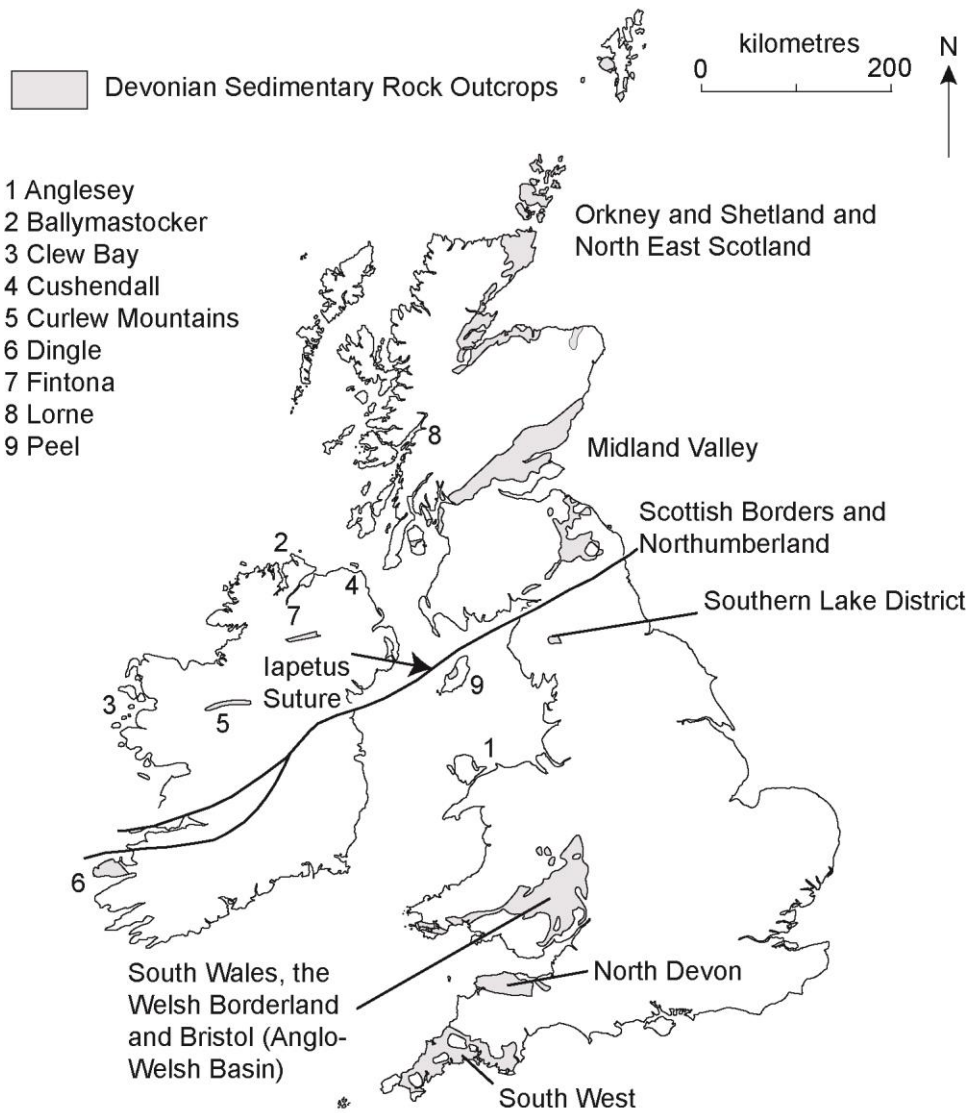 kilometres
0 200
N
Devonian Sedimentary Rock Outcrops
1 Anglesey
2 Ballymastocker
3 Clew Bay
4 Cushendall
5 Curlew Mountains
6 Dingle
7 Fintona
8 Lorne
9 Peel
Orkney and Shetland and
North East Scotland
8
Midland Valley
Scottish Borders and
Northumberland
2
4
7
Southern Lake District
Iapetus
Suture
9
3
5
1
6
South Wales, the
Welsh Borderland
and Bristol (Anglo-
Welsh Basin)
North Devon
South West